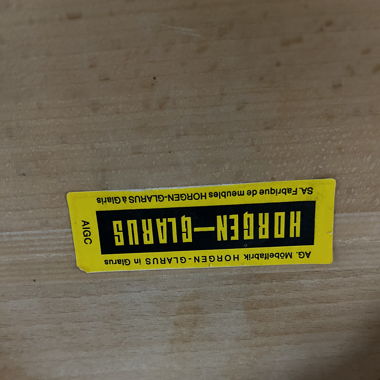 AG. Möbelfabrik HORGEN-GLARUS in Glarus
HORGEN—GLARUS
SA. Fabrique de meubles HORGEN-GLARUS à Glaris
AIGC